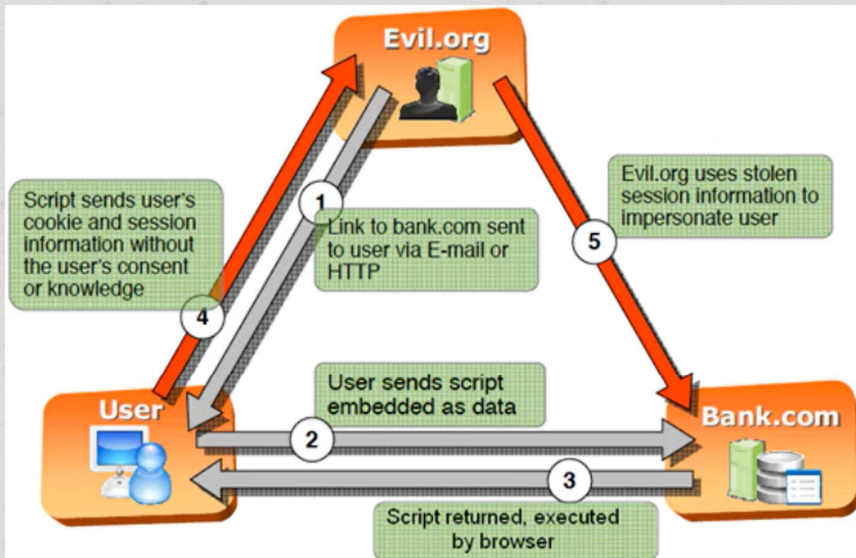 Evil.org
Script sends user's
cookie and session
information without
the user's consent
or knowledge
1
Link to bank.com sent
to user via E-mail or
HTTP
Evil.org uses stolen
session information to
impersonate user
5
4
User
User sends script
embedded as data
2
Bank.com
3
Script returned, executed
by browser